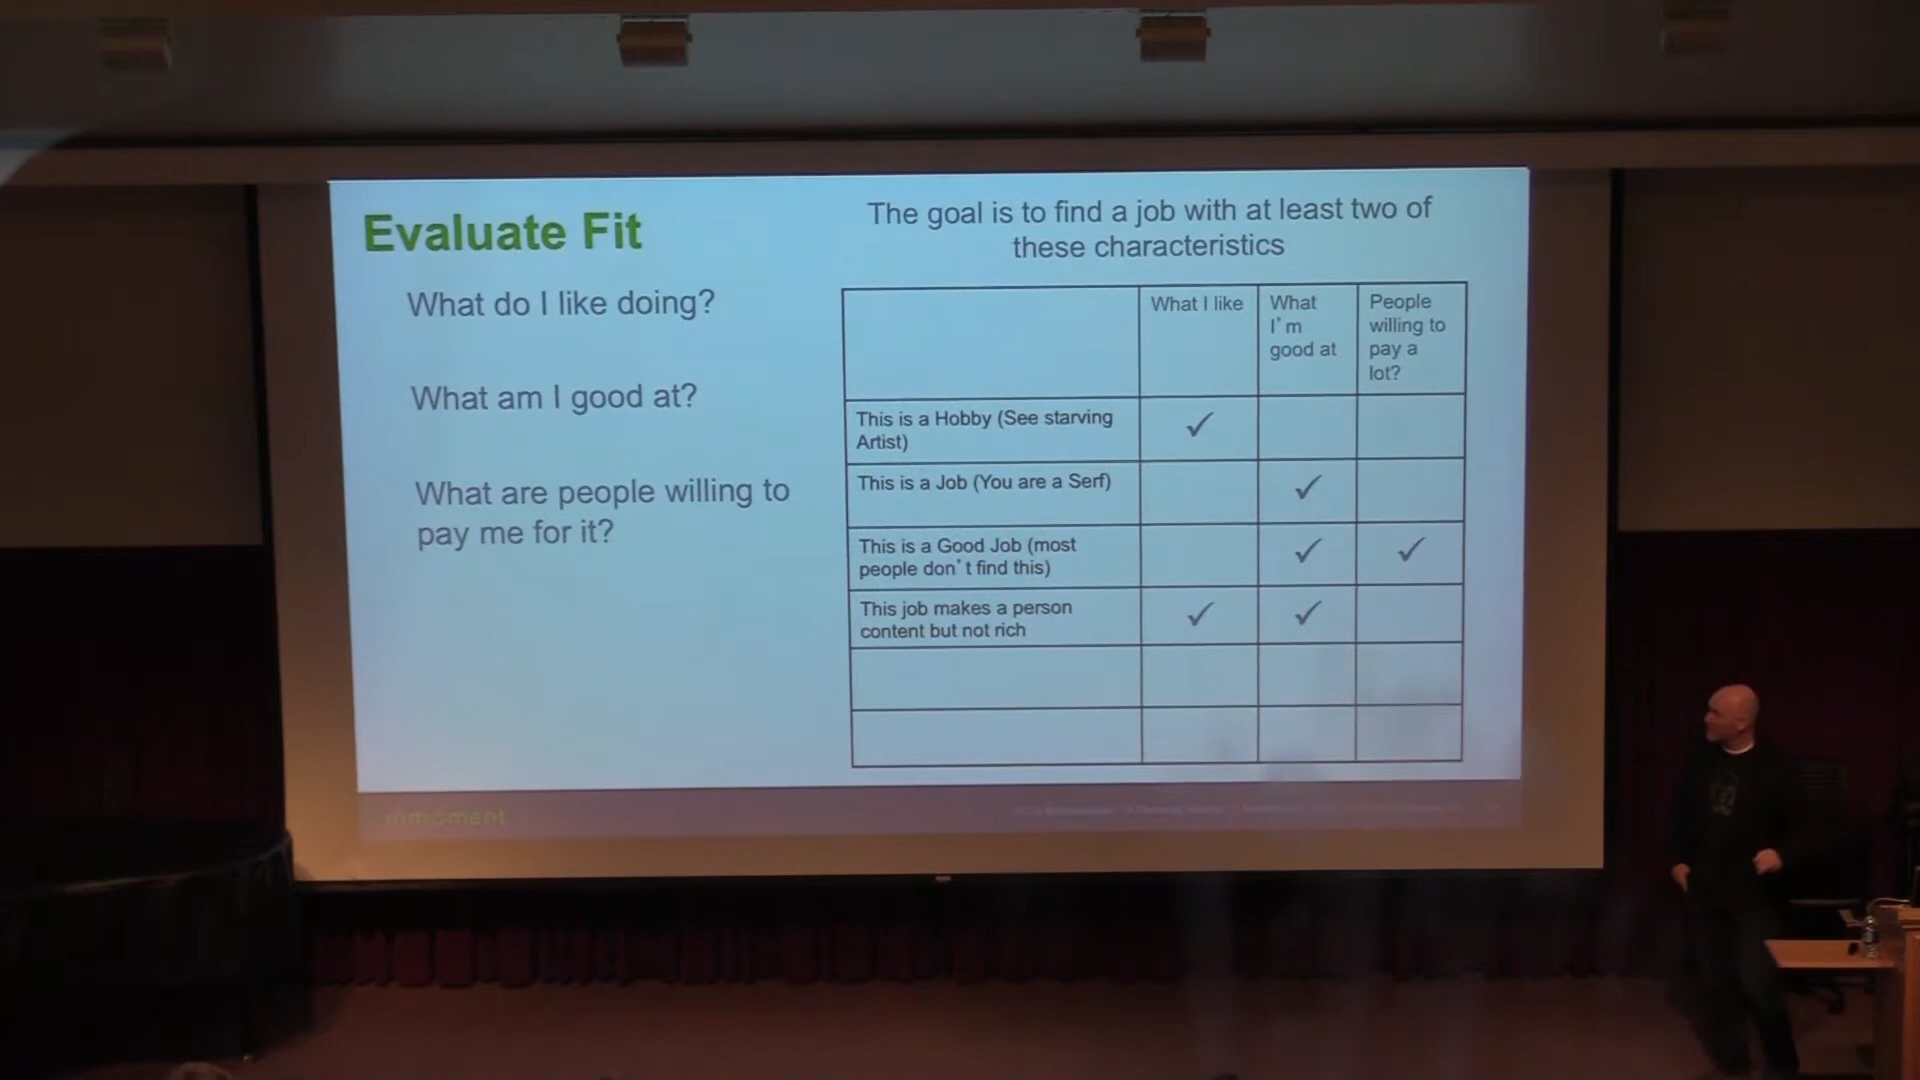 Evaluate Fit
What do I like doing?
What am I good at?
What are people willing to
pay me for it?
The goal is to find a job with at least two of
these characteristics
What I like
What
I'm
good at
People
willing to
pay a
lot?
This is a Hobby (See starving
Artist)
✓
This is a Job (You are a Serf)
✓
This is a Good Job (most
people don't find this)
✓ ✓
This job makes a person
content but not rich
✓ ✓
inmoment